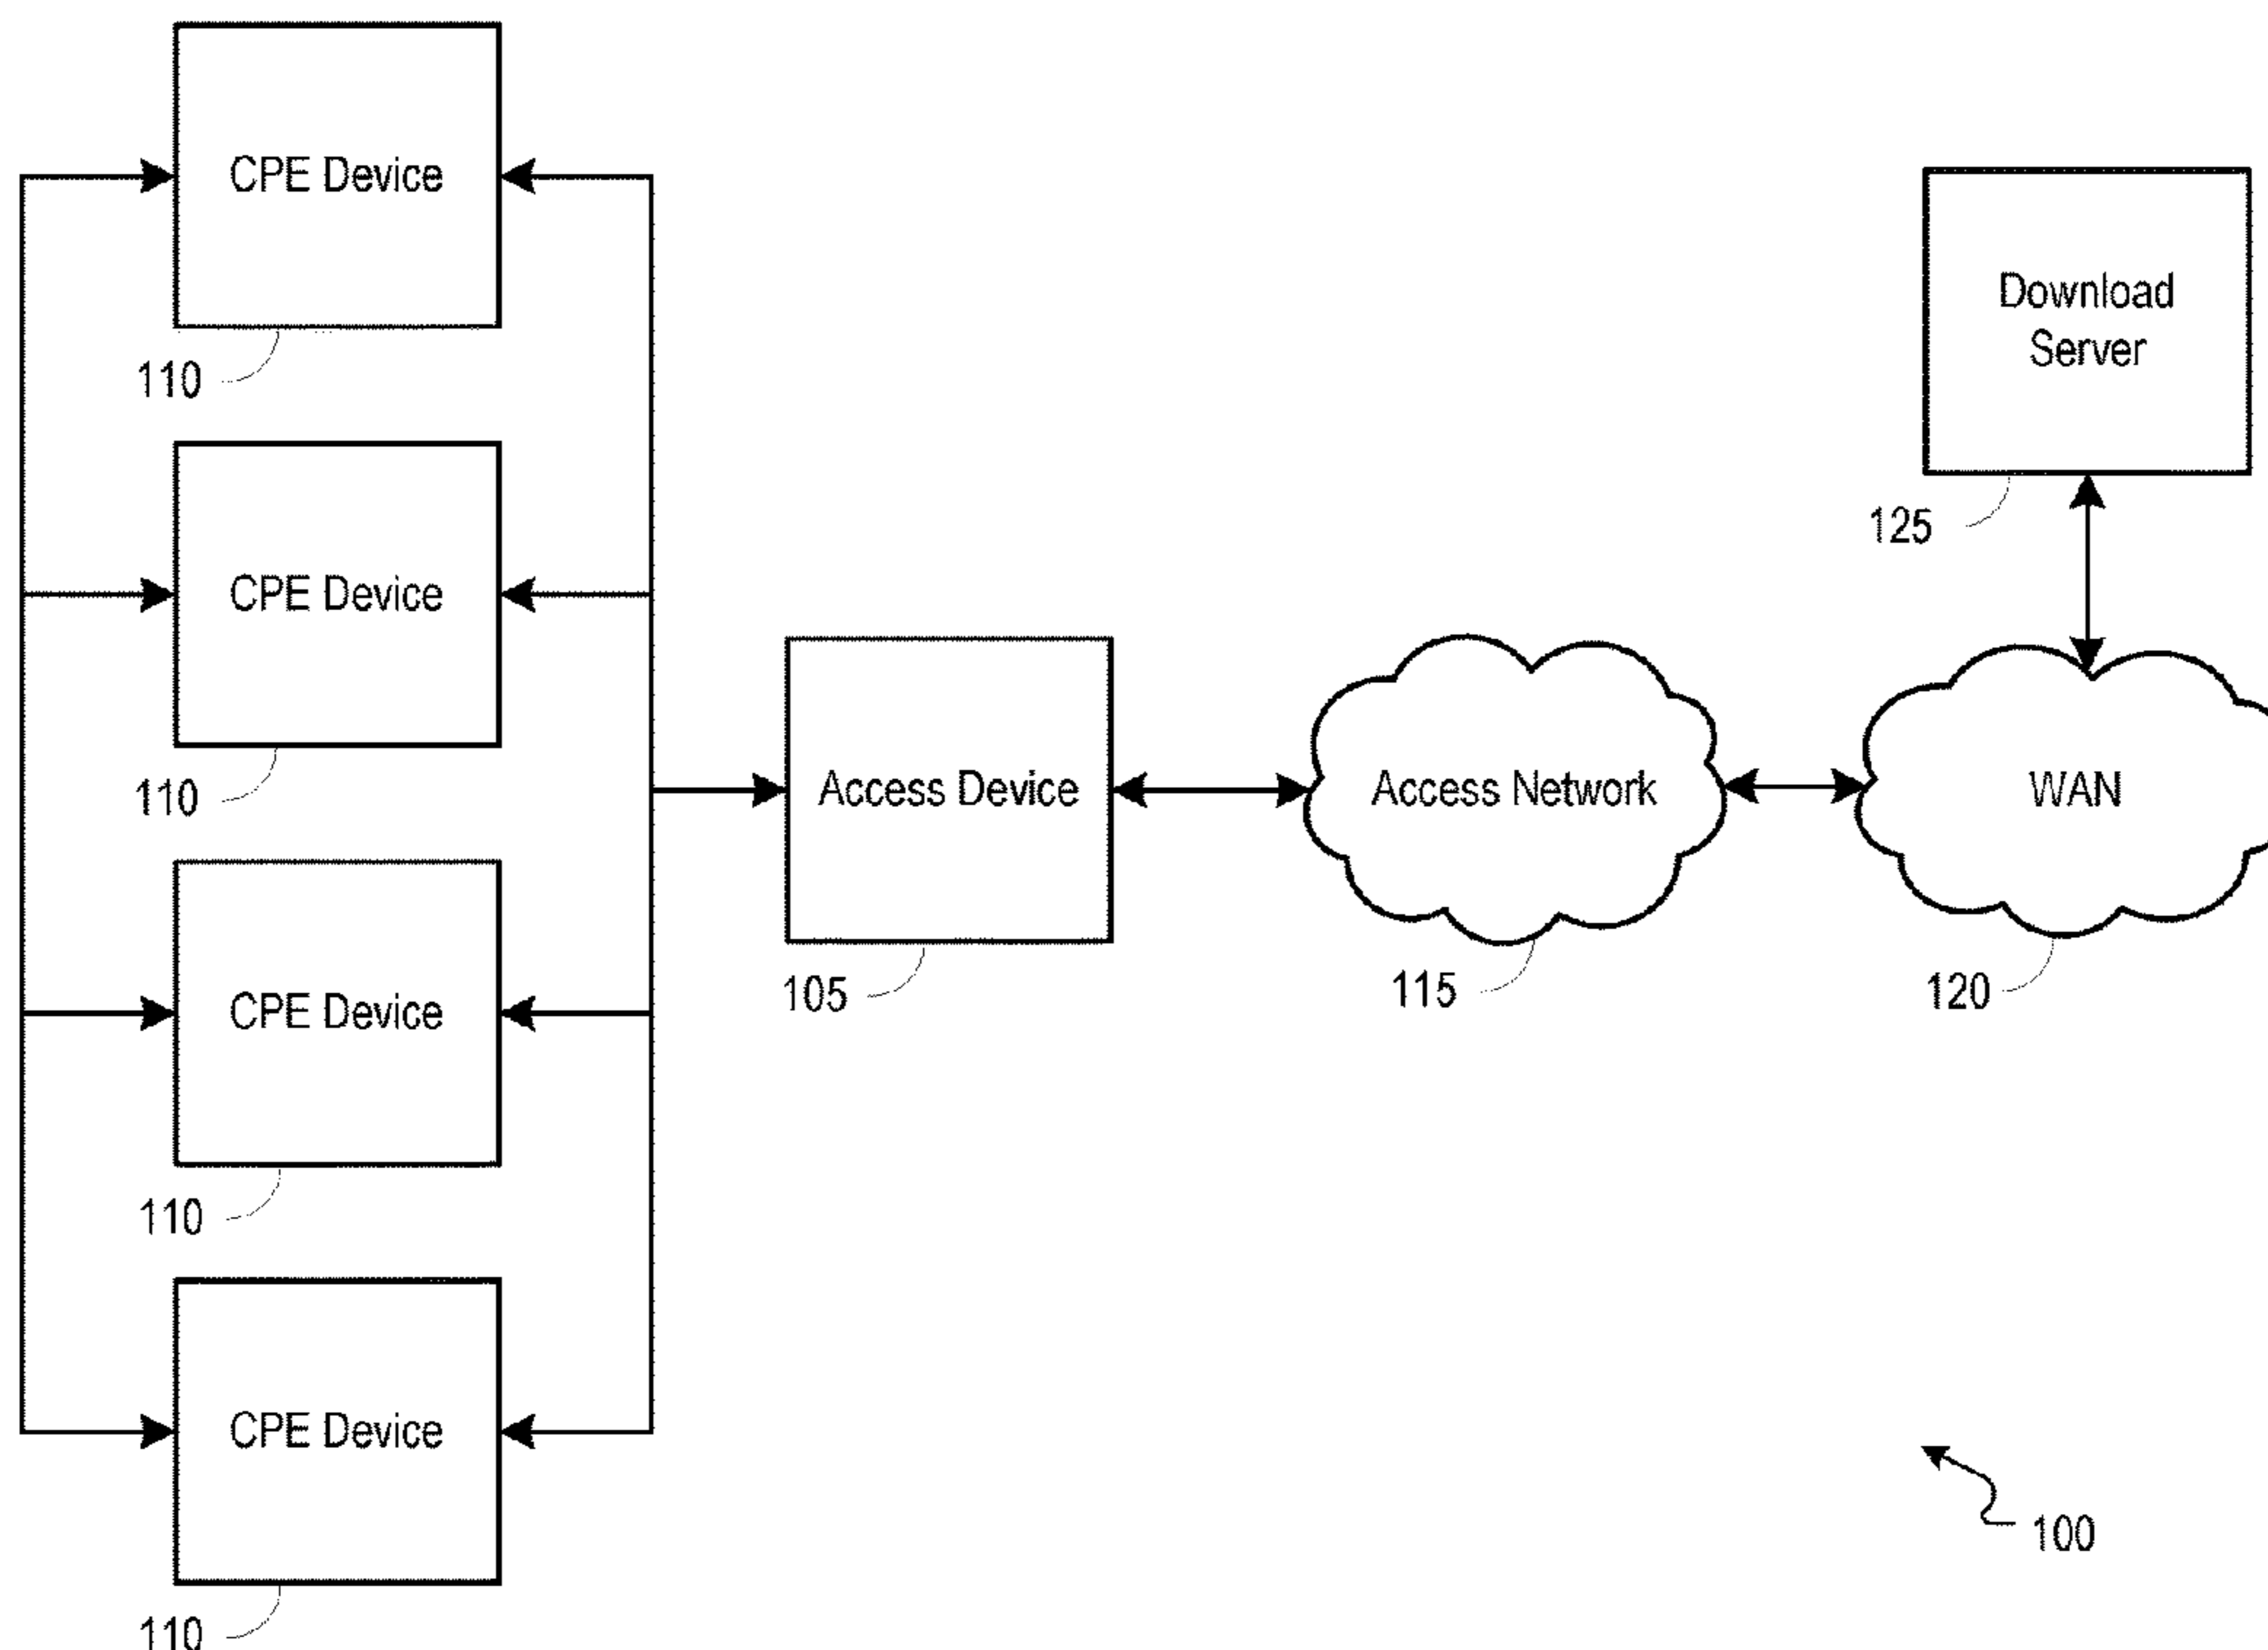 CPE Device
110
CPE Device
110
CPE Device
110
CPE Device
110
Access Device
105
Access Network
115
Download
Server
125
WAN
120
100